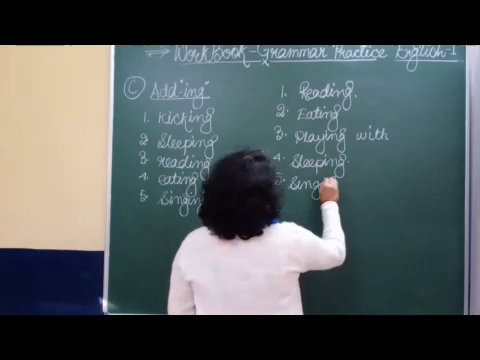 ⇒ WorkBook - Grammar Practice English-1
C Add "ing"
1. Kicking
2. Sleeping
3. Reading
4. eating
5. Singin
1. Reading.
2. Eating
3. Playing with
4. Sleeping.
5. Sing